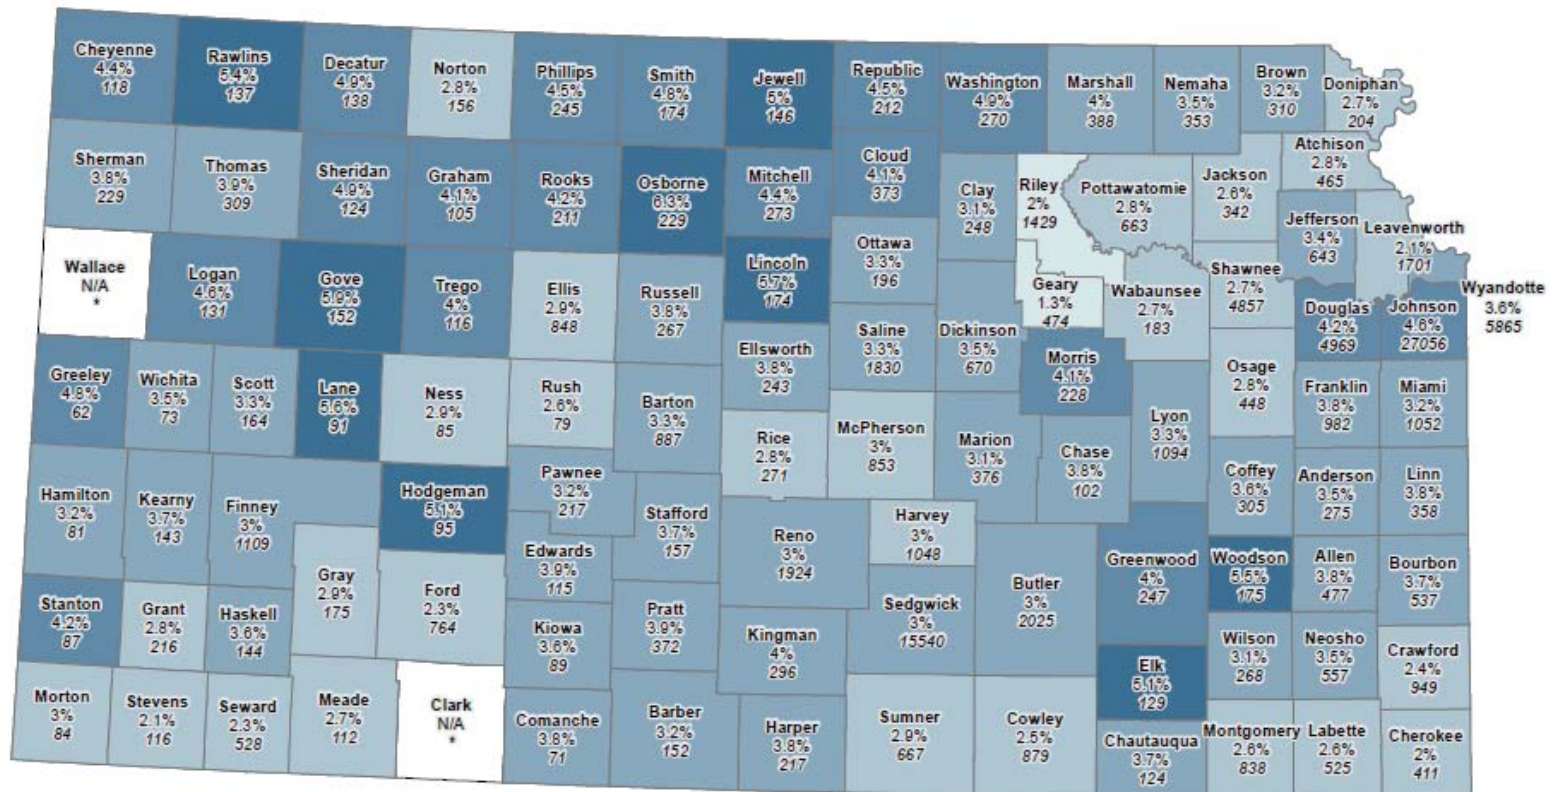 Cheyenne
4.4%
118
Rawlins
5.4%
137
Decatur
4.9%
138
Norton
2.8%
156
Phillips
4.5%
245
Smith
4.8%
174
Jewell
5%
146
Republic
4.5%
212
Washington
4.9%
270
Marshall
4%
388
Nemaha
3.5%
353
Brown
3.2%
310
Doniphan
2.7%
204
Sherman
3.8%
229
Thomas
3.9%
309
Sheridan
4.9%
124
Graham
4.1%
105
Rooks
4.2%
211
Osborne
6.3%
229
Mitchell
4.4%
273
Cloud
4.1%
373
Clay
3.1%
248
Riley
2%
1429
Pottawatomie
2.8%
663
Jackson
2.6%
342
Atchison
2.8%
465
Jefferson
3.4%
643
Leavenworth
2.1%
1701
Wyandotte
3.6%
5865
Wallace
N/A
*
Logan
4.6%
131
Gove
5.9%
152
Trego
4%
116
Ellis
2.9%
848
Russell
3.8%
267
Lincoln
5.7%
174
Ottawa
3.3%
196
Saline
3.3%
1830
Dickinson
3.5%
670
Geary
1.3%
474
Wabaunsee
2.7%
183
Shawnee
2.7%
4857
Douglas
4.2%
4969
Johnson
4.6%
27056
Greeley
4.8%
62
Wichita
3.5%
73
Scott
3.3%
164
Lane
5.6%
91
Ness
2.9%
85
Rush
2.6%
79
Barton
3.3%
887
Ellsworth
3.8%
243
Rice
2.8%
271
McPherson
3%
853
Marion
3.1%
376
Morris
4.1%
228
Chase
3.8%
102
Lyon
3.3%
1094
Osage
2.8%
448
Franklin
3.8%
982
Miami
3.2%
1052
Hamilton
3.2%
81
Kearny
3.7%
143
Finney
3%
1109
Hodgeman
5.1%
95
Pawnee
3.2%
217
Stafford
3.7%
157
Reno
3%
1924
Harvey
3%
1048
Coffey
3.6%
305
Anderson
3.5%
275
Linn
3.8%
358
Stanton
4.2%
87
Grant
2.8%
216
Haskell
3.6%
144
Gray
2.9%
175
Ford
2.3%
764
Edwards
3.9%
115
Kiowa
3.6%
89
Pratt
3.9%
372
Kingman
4%
296
Sedgwick
3%
15540
Butler
3%
2025
Greenwood
4%
247
Woodson
5.5%
175
Allen
3.8%
477
Bourbon
3.7%
537
Wilson
3.1%
268
Neosho
3.5%
557
Crawford
2.4%
949
Morton
3%
84
Stevens
2.1%
116
Seward
2.3%
528
Meade
2.7%
112
Clark
N/A
*
Comanche
3.8%
71
Barber
3.2%
152
Harper
3.8%
217
Sumner
2.9%
667
Cowley
2.5%
879
Elk
5.1%
129
Chautauqua
3.7%
124
Montgomery
2.6%
838
Labette
2.6%
525
Cherokee
2%
411